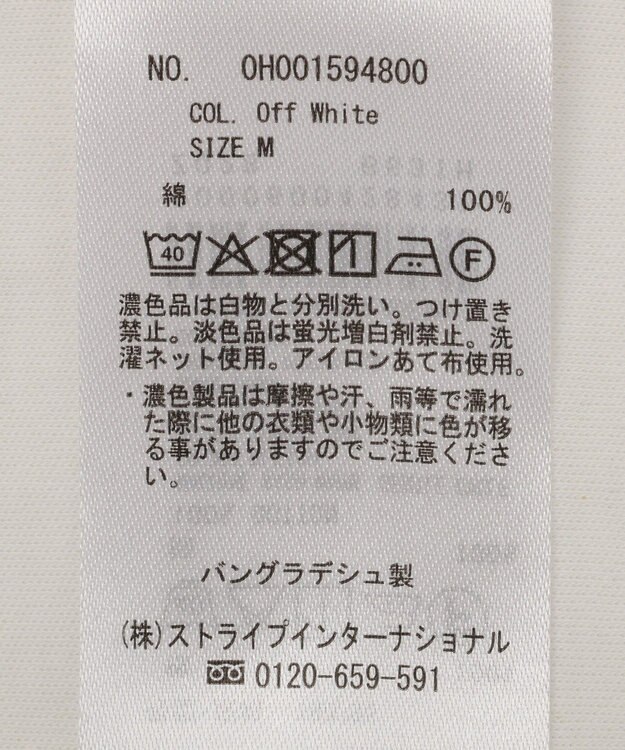 NO. 0H001594800
COL. Off White
SIZE M
綿 100%
40 F
濃色品は白物と分別洗い。つけ置き
禁止。淡色品は蛍光増白剤禁止。洗
濯ネット使用。アイロンあて布使用。
・濃色製品は摩擦や汗、雨等で濡れ
た際に他の衣類や小物類に色が移
る事がありますのでご注意くださ
い。
バングラデシュ製
(株)ストライプインターナショナル
0120-659-591